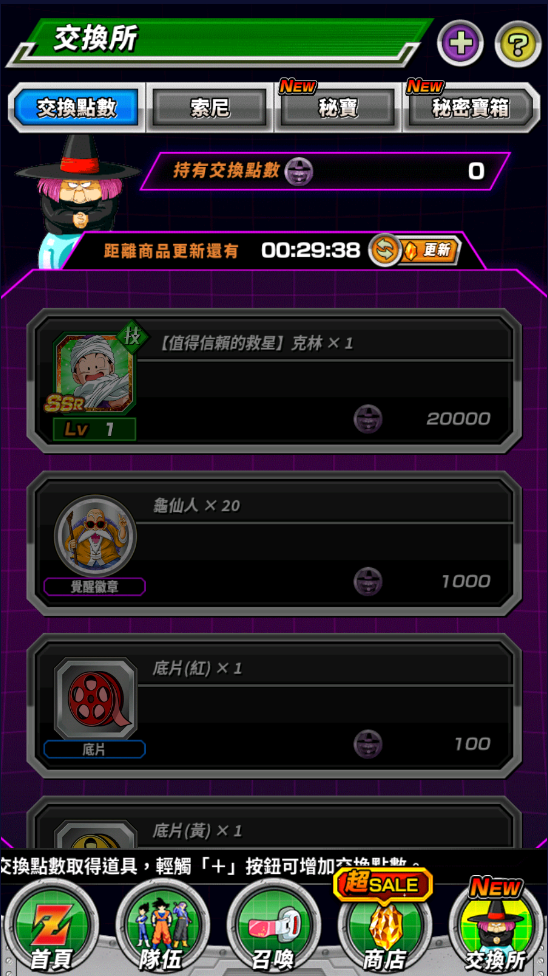 交換所
交換點數
索尼
New
秘寶
New
秘密寶箱
持有交換點數
0
距離商品更新還有 00:29:38 更新
技
SSR
Lv 1
【值得信賴的救星】克林 × 1
20000
龜仙人 × 20
覺醒徽章
1000
底片(紅) × 1
底片
100
底片(黃) × 1
交換點數取得道具，輕觸「＋」按鈕可增加交換點數。
首頁
隊伍
召喚
超SALE
商店
New
交換所